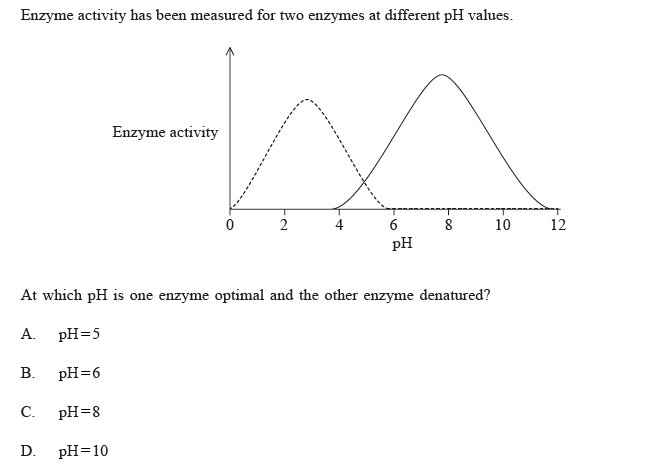 Enzyme activity has been measured for two enzymes at different pH values.
Enzyme activity
0 2 4 6 8 10 12
pH
At which pH is one enzyme optimal and the other enzyme denatured?
A. pH=5
B. pH=6
C. pH=8
D. pH=10